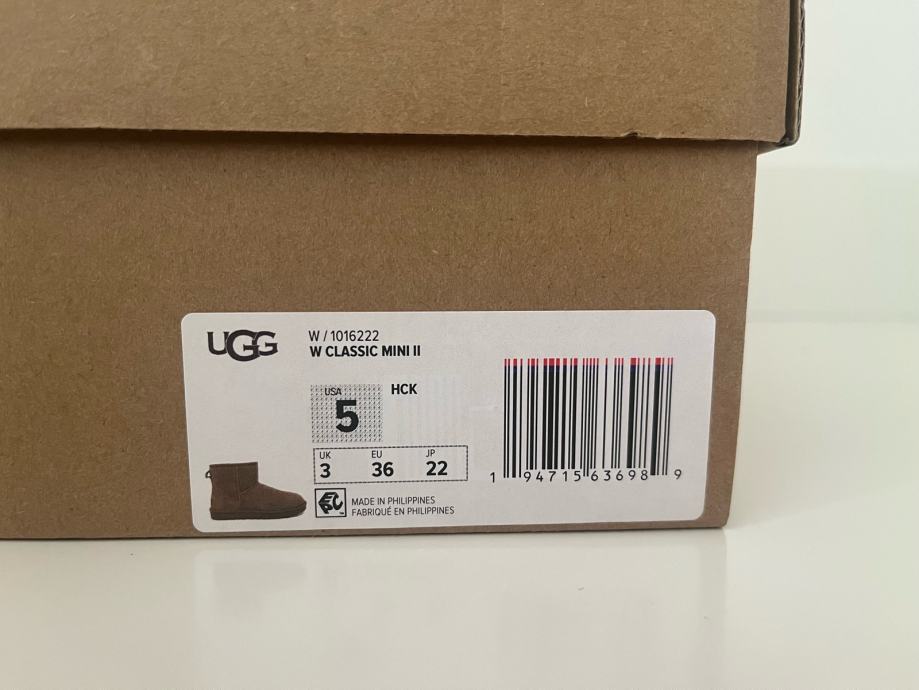 UGG
W / 1016222
W CLASSIC MINI II
USA
5
HCK
UK EU JP
3 36 22
MADE IN PHILIPPINES
FABRIQUÉ EN PHILIPPINES
1 94715 63698 9